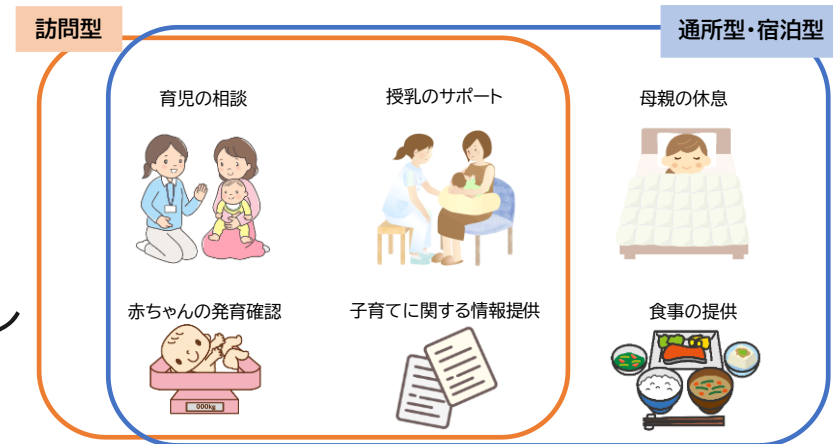 訪問型
通所型・宿泊型
育児の相談
授乳のサポート
母親の休息
赤ちゃんの発育確認
子育てに関する情報提供
食事の提供
000kg